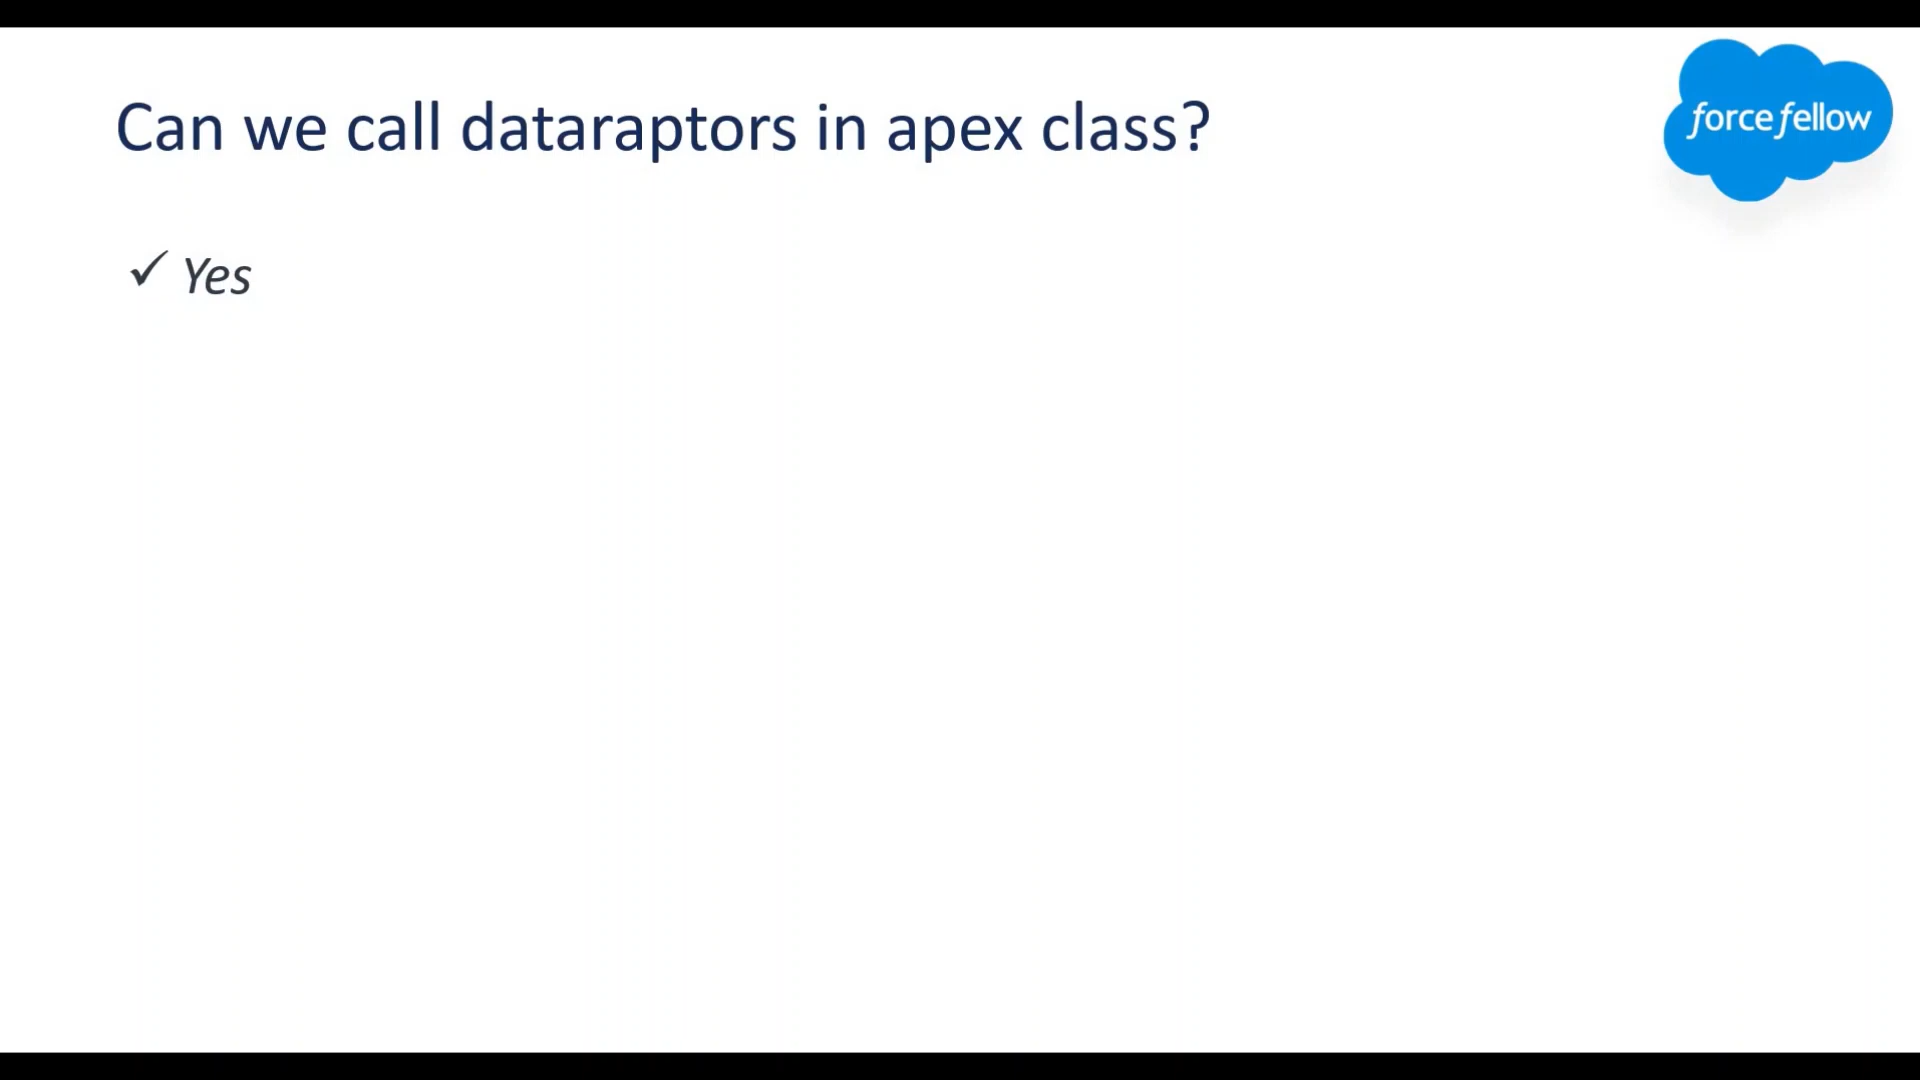 Can we call dataraptors in apex class?
force fellow
✓ Yes